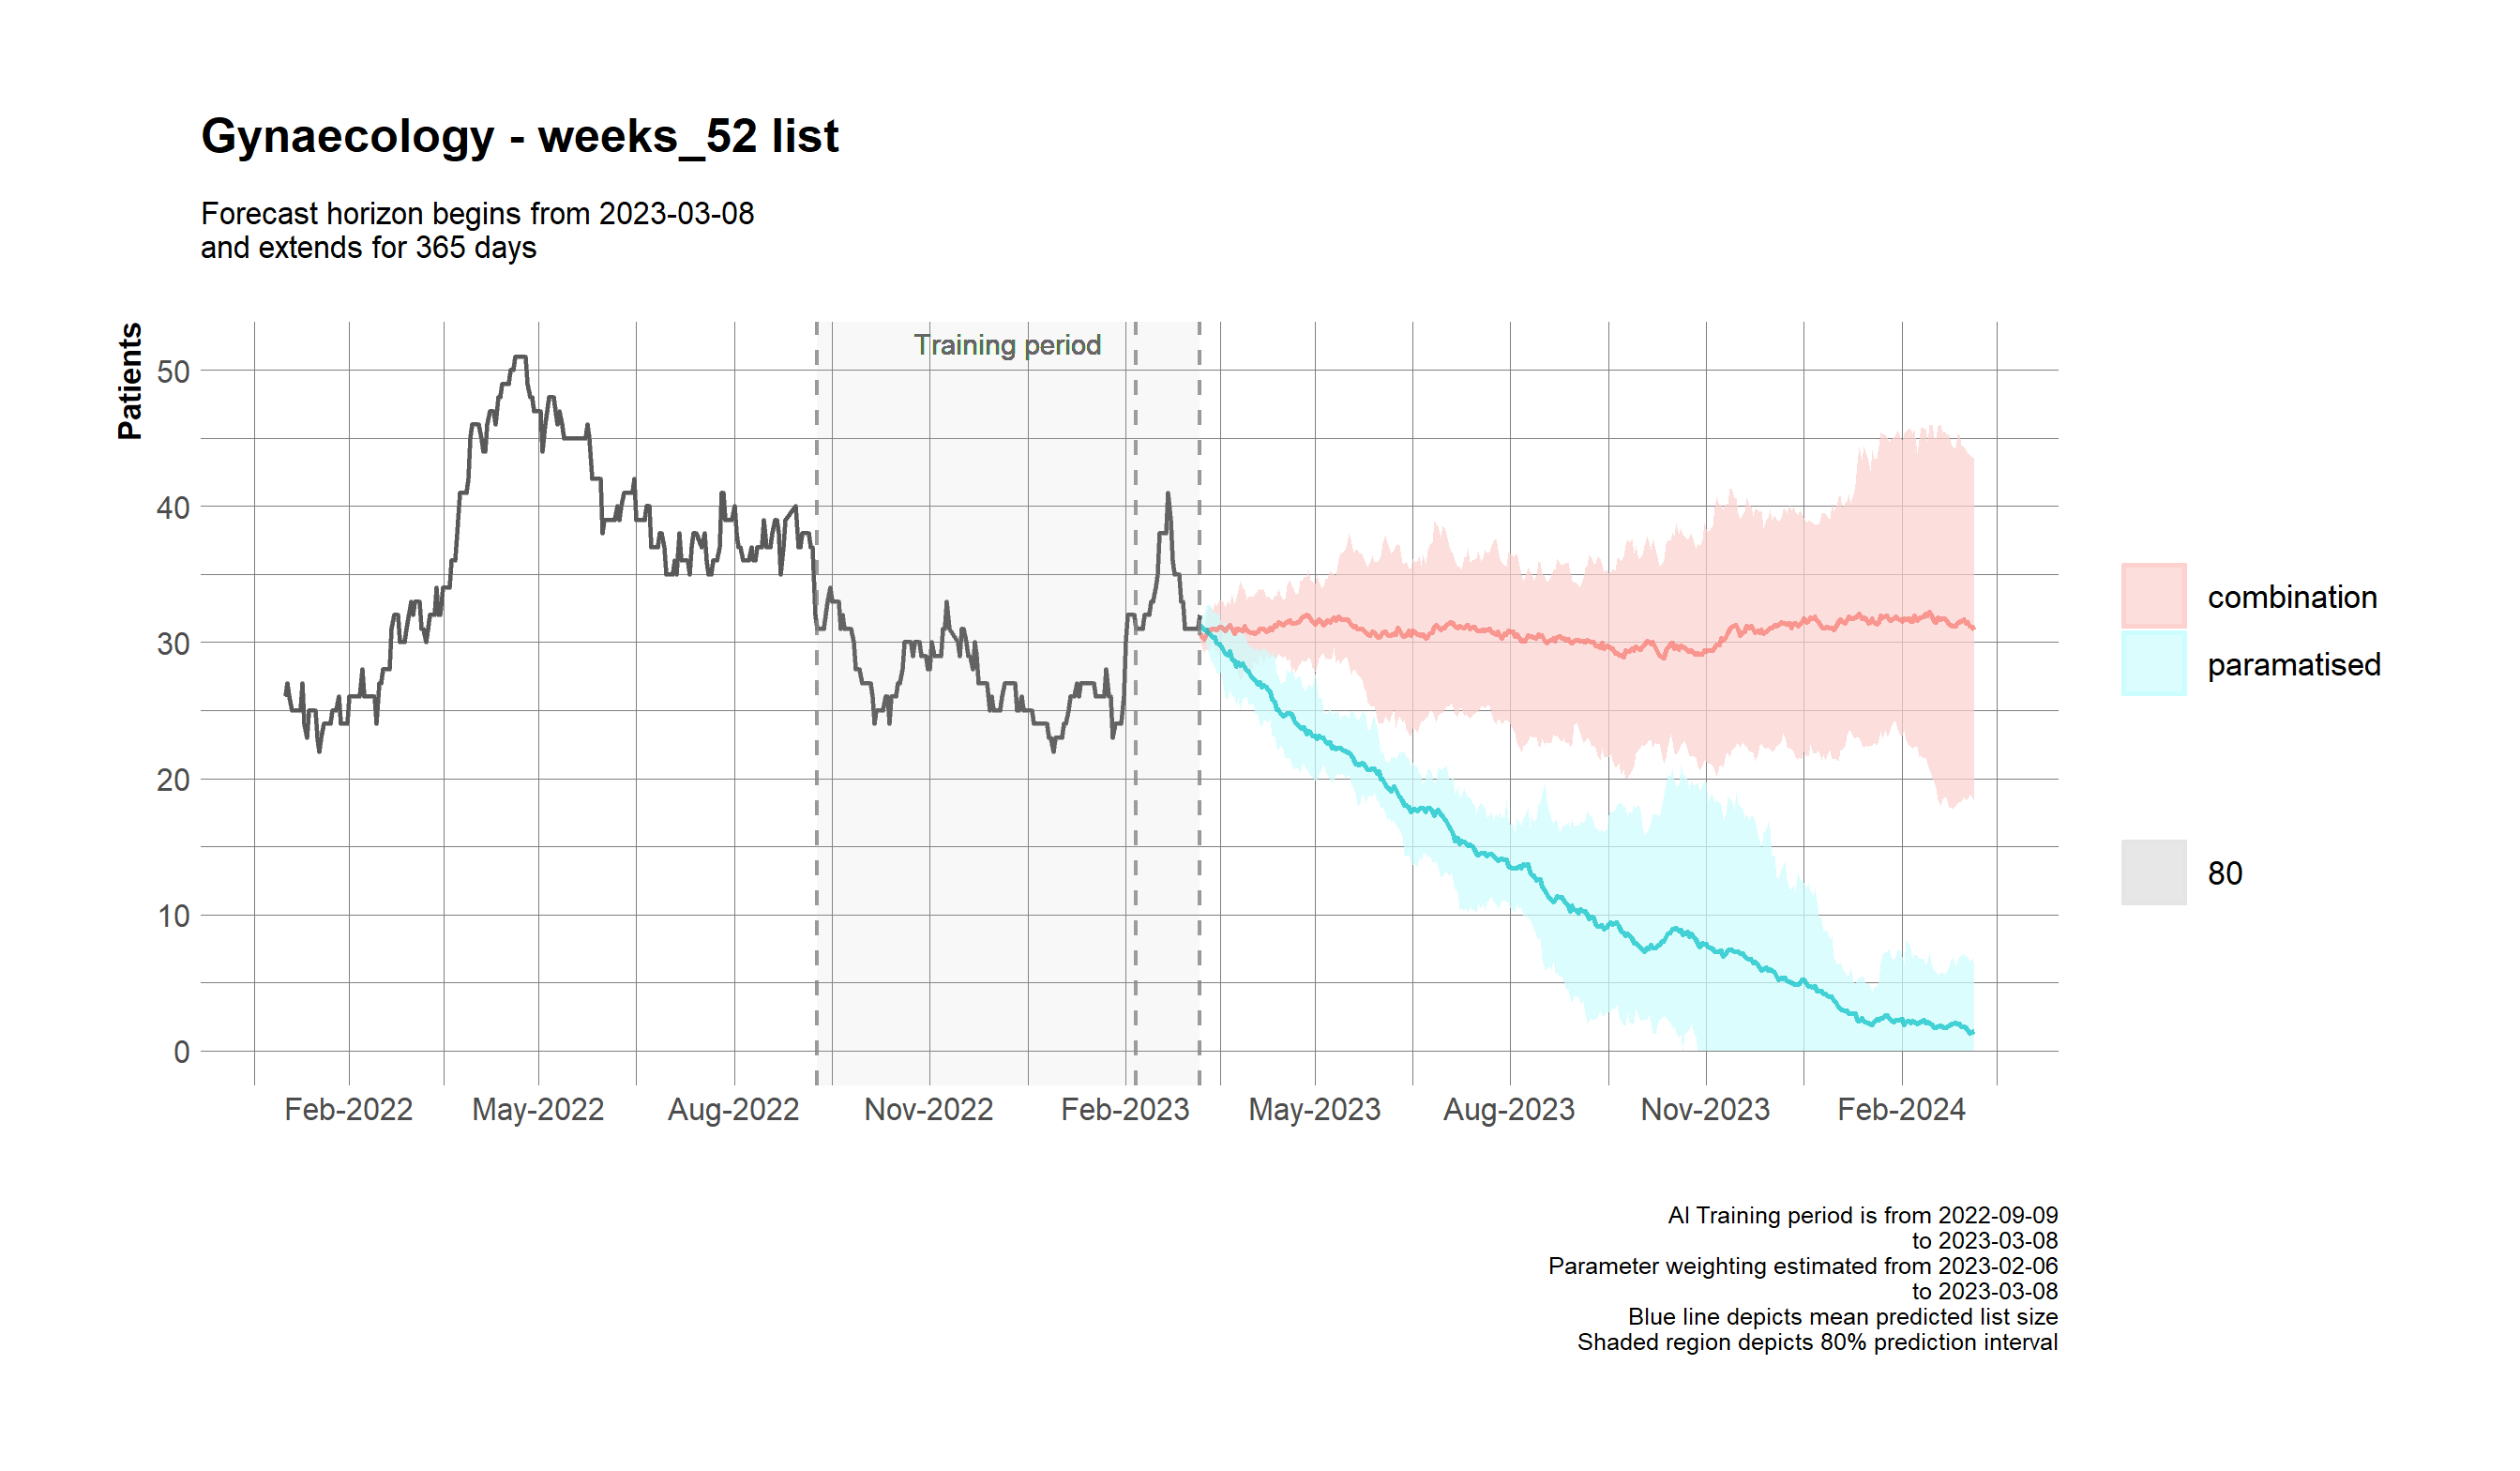 Gynaecology - weeks_52 list
Forecast horizon begins from 2023-03-08
and extends for 365 days
Patients
Training period
50
40
30
20
10
0
Feb-2022
May-2022
Aug-2022
Nov-2022
Feb-2023
May-2023
Aug-2023
Nov-2023
Feb-2024
combination
paramatised
80
AI Training period is from 2022-09-09
to 2023-03-08
Parameter weighting estimated from 2023-02-06
to 2023-03-08
Blue line depicts mean predicted list size
Shaded region depicts 80% prediction interval